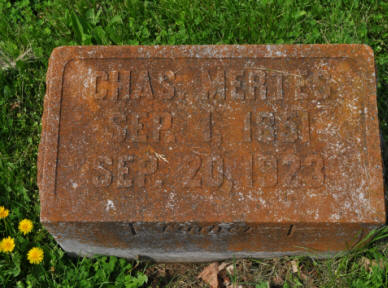 CHAS. MERTES
SEP. 1, 1851
SEP. 20, 1923